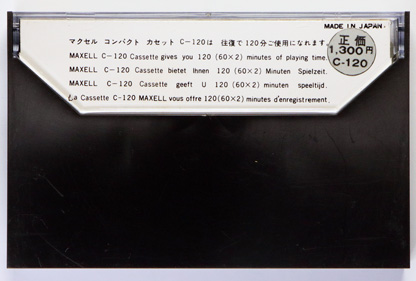 MADE IN JAPAN.
マクセル コンパクト カセット C-120は 往復で120分ご使用になれます.
MAXELL C-120 Cassette gives you 120 (60×2) minutes of playing time.
MAXELL C-120 Cassette bietet Ihnen 120 (60×2) Minuten Spielzeit.
MAXELL C-120 Cassette geeft U 120 (60×2) minuten speeltijd.
La Cassette C-120 MAXELL vous offre 120(60×2) minutes d'enregistrement.
正価
1,300円
C-120